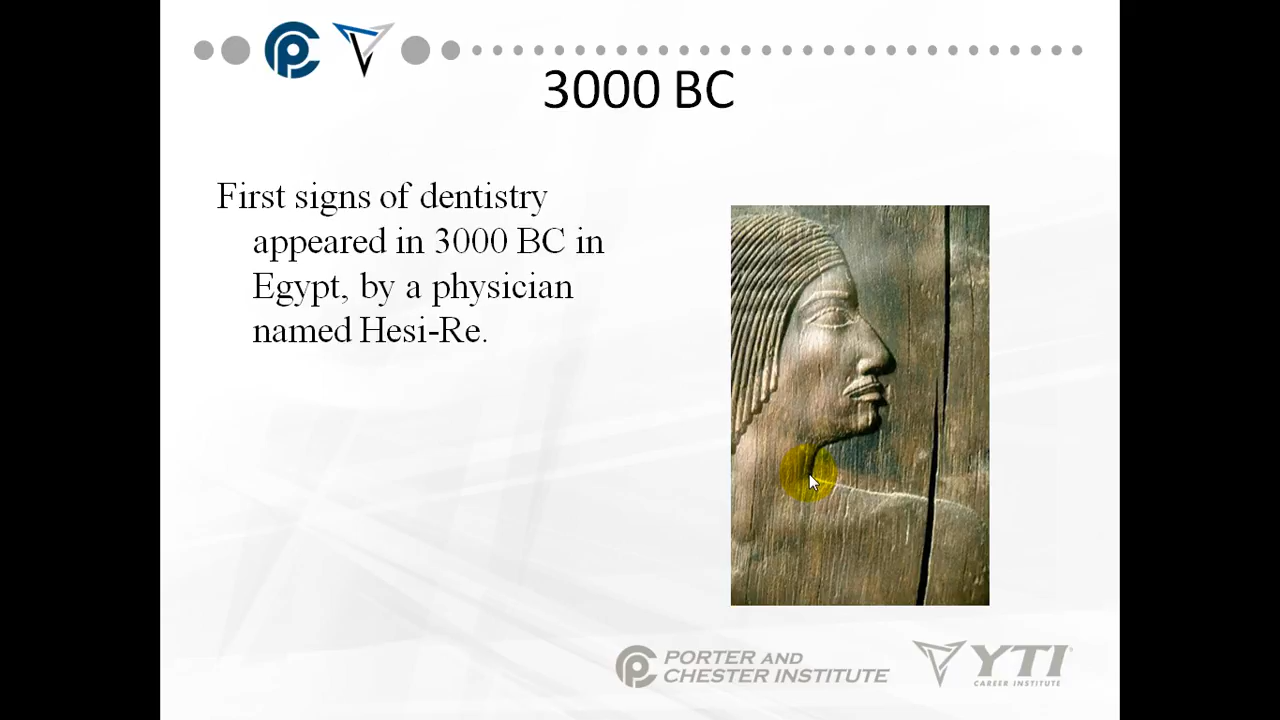 3000 BC
First signs of dentistry
appeared in 3000 BC in
Egypt, by a physician
named Hesi-Re.
PORTER AND
CHESTER INSTITUTE
YTI
CAREER INSTITUTE